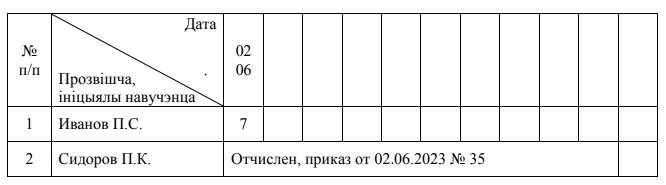 Дата
№
п/п
02
06
Прозвішча,
ініцыялы навучэнца
1 Иванов П.С. 7
2 Сидоров П.К. Отчислен, приказ от 02.06.2023 № 35